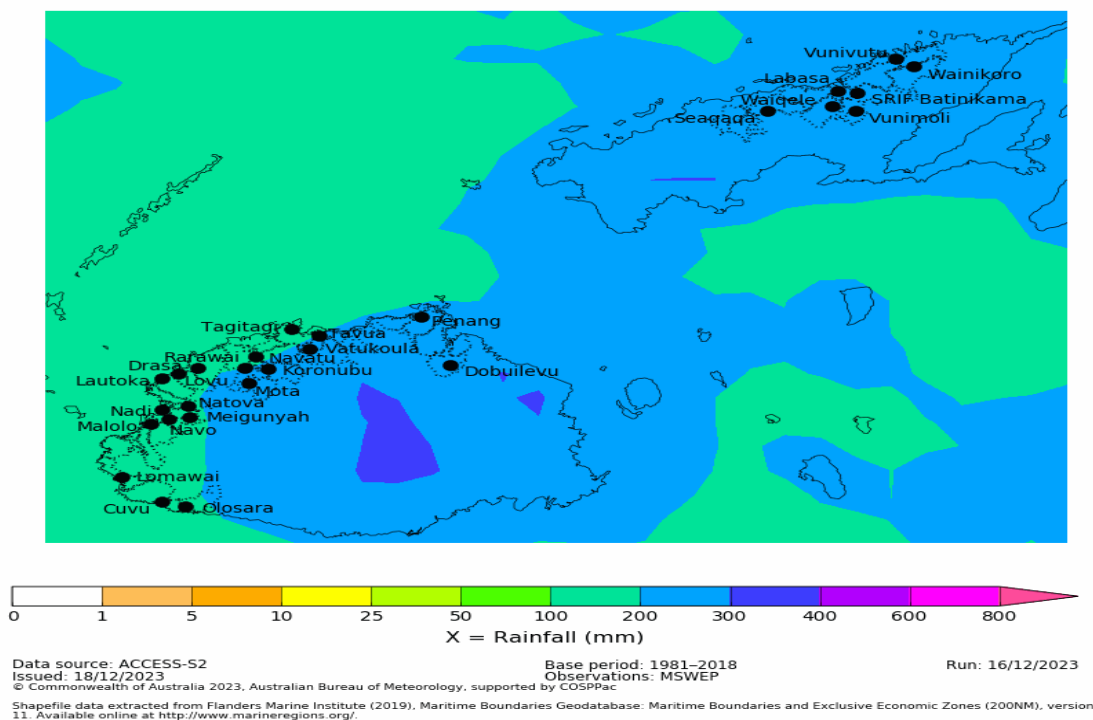 Vunivutu
Wainikoro
Labasa
SRIF Batinikama
Waiqele
Seaqaqa
Vunimoli
Penang
Tagitagi
Tavua
Vatukoula
Rarawai
Navatu
Drasa
Koronubu
Dobuilevu
Lautoka
Lovu
Mota
Natova
Nadi
Meigunyah
Malolo
Navo
Lomawai
Cuvu
Olosara
0 1 5 10 25 50 100 200 300 400 600 800
X = Rainfall (mm)
Data source: ACCESS-S2 Base period: 1981–2018 Run: 16/12/2023
Issued: 18/12/2023 Observations: MSWEP
© Commonwealth of Australia 2023, Australian Bureau of Meteorology, supported by COSPPac
Shapefile data extracted from Flanders Marine Institute (2019), Maritime Boundaries Geodatabase: Maritime Boundaries and Exclusive Economic Zones (200NM), version
11. Available online at http://www.marineregions.org/.